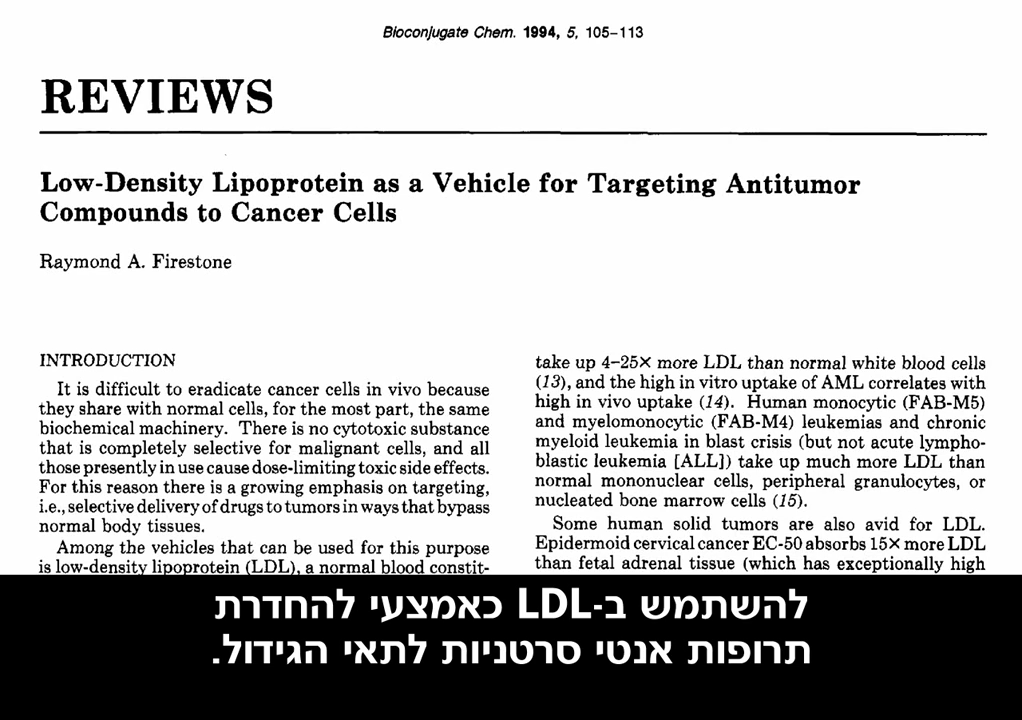 Bioconjugate Chem. 1994, 5, 105-113
REVIEWS
Low-Density Lipoprotein as a Vehicle for Targeting Antitumor
Compounds to Cancer Cells
Raymond A. Firestone
INTRODUCTION
It is difficult to eradicate cancer cells in vivo because
they share with normal cells, for the most part, the same
biochemical machinery. There is no cytotoxic substance
that is completely selective for malignant cells, and all
those presently in use cause dose-limiting toxic side effects.
For this reason there is a growing emphasis on targeting,
i.e., selective delivery of drugs to tumors in ways that bypass
normal body tissues.
Among the vehicles that can be used for this purpose
is low-density lipoprotein (LDL), a normal blood constit-
take up 4-25X more LDL than normal white blood cells
(13), and the high in vitro uptake of AML correlates with
high in vivo uptake (14). Human monocytic (FAB-M5)
and myelomonocytic (FAB-M4) leukemias and chronic
myeloid leukemia in blast crisis (but not acute lympho-
blastic leukemia [ALL]) take up much more LDL than
normal mononuclear cells, peripheral granulocytes, or
nucleated bone marrow cells (15).
Some human solid tumors are also avid for LDL.
Epidermoid cervical cancer EC-50 absorbs 15X more LDL
than fetal adrenal tissue (which has exceptionally high
להשתמש ב-LDL כאמצעי להחדרת
תרופות אנטי סרטניות לתאי הגידול.